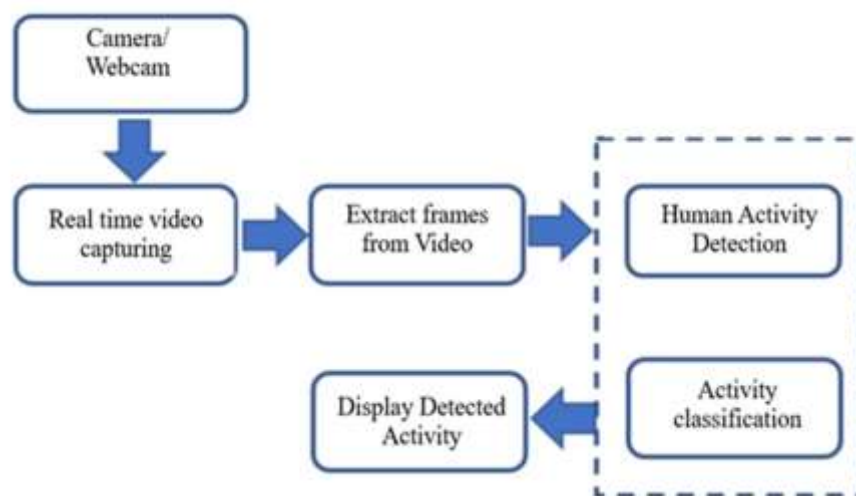 Camera/
Webcam
Real time video
capturing
Extract frames
from Video
Human Activity
Detection
Display Detected
Activity
Activity
classification